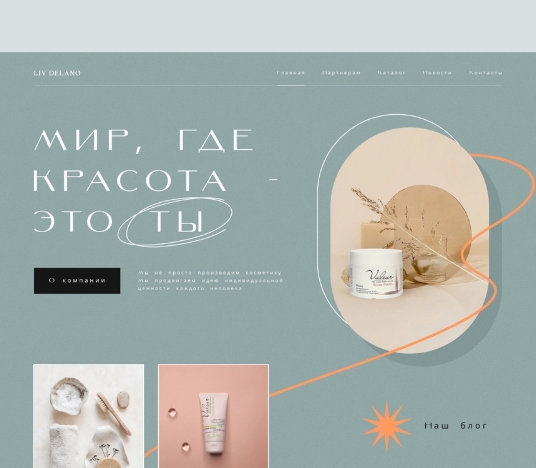 LIV DELANO
Главная Партнерам Каталог Новости Контакты
МИР, ГДЕ
КРАСОТА -
ЭТО ТЫ
О компании
Мы не просто производим косметику
Мы продвигаем идею индивидуальной
ценности каждого человека
Наш блог